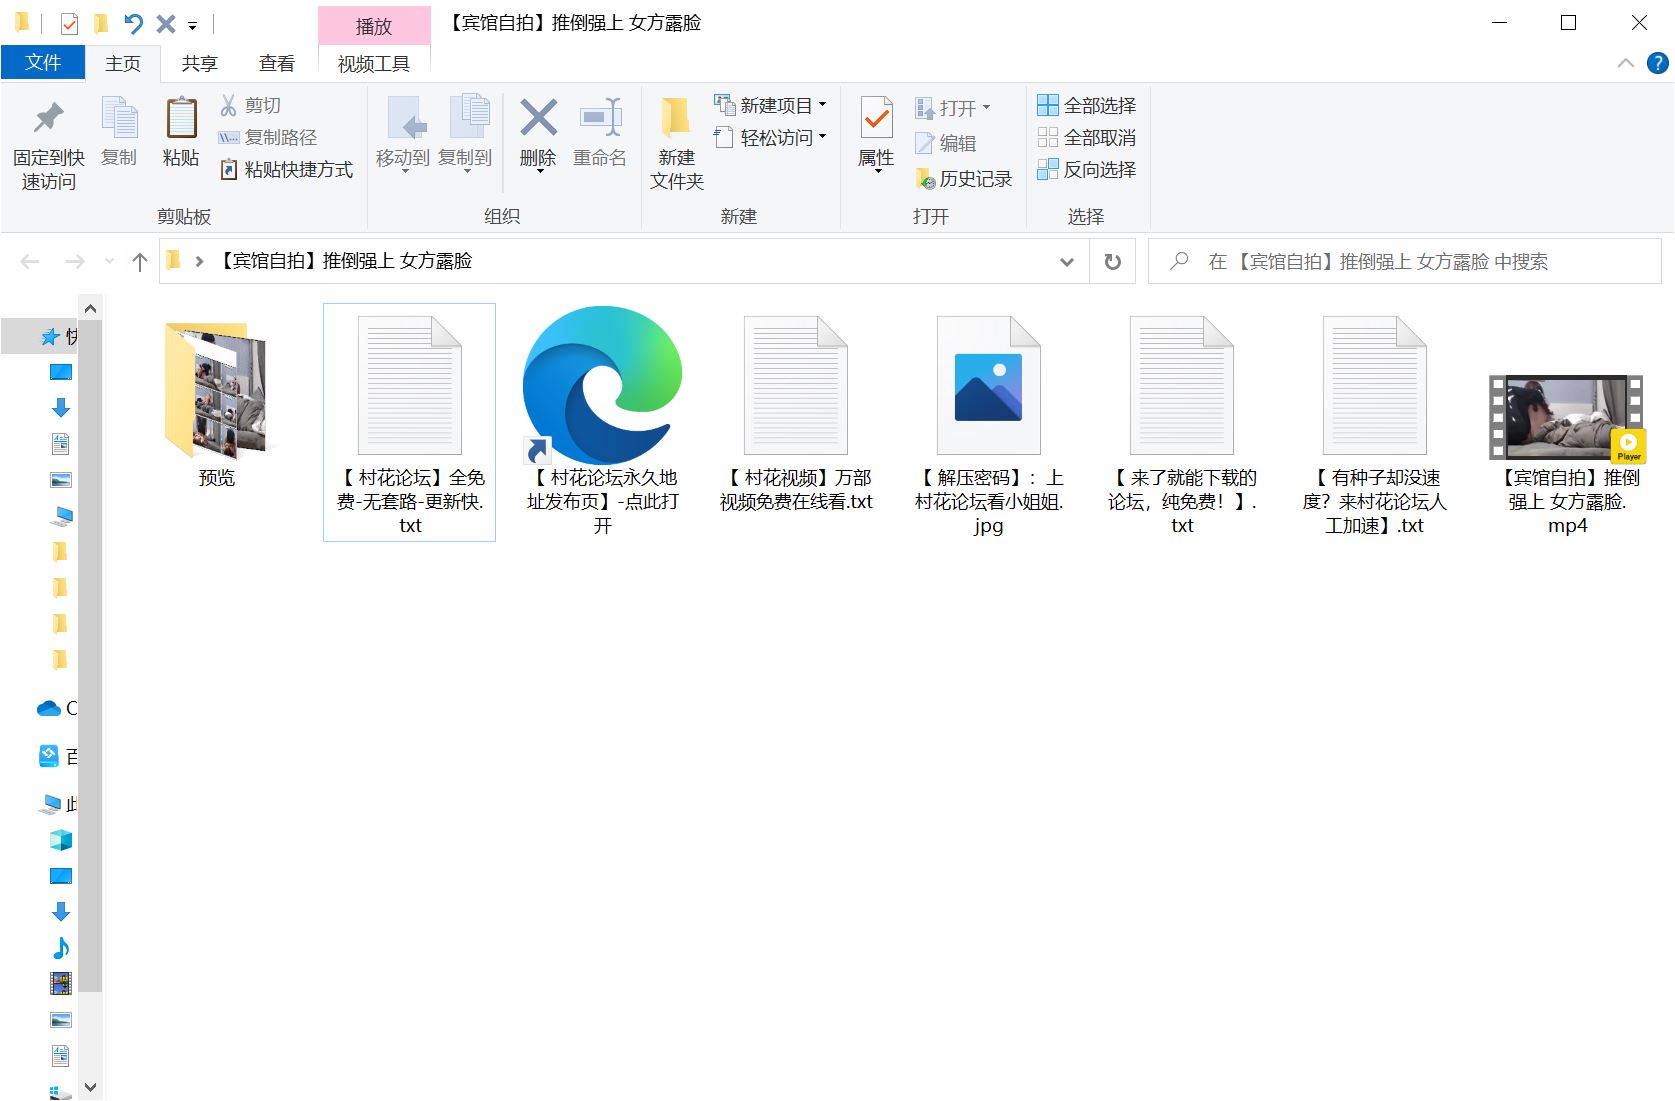 播放
【宾馆自拍】推倒强上 女方露脸
文件
主页
共享
查看
视频工具
固定到快
速访问
复制
粘贴
剪切
复制路径
粘贴快捷方式
剪贴板
移动到
复制到
删除
重命名
组织
新建
文件夹
新建项目
轻松访问
新建
属性
打开
编辑
历史记录
打开
全部选择
全部取消
反向选择
选择
【宾馆自拍】推倒强上 女方露脸
在 【宾馆自拍】推倒强上 女方露脸 中搜索
预览
【 村花论坛】全免
费-无套路-更新快.
txt
【 村花论坛永久地
址发布页】-点此打
开
【 村花视频】万部
视频免费在线看.txt
【 解压密码】：上
村花论坛看小姐姐.
jpg
【 来了就能下载的
论坛，纯免费！】.
txt
【 有种子却没速
度？来村花论坛人
工加速】.txt
Player
【宾馆自拍】推倒
强上 女方露脸.
mp4
快
百
此